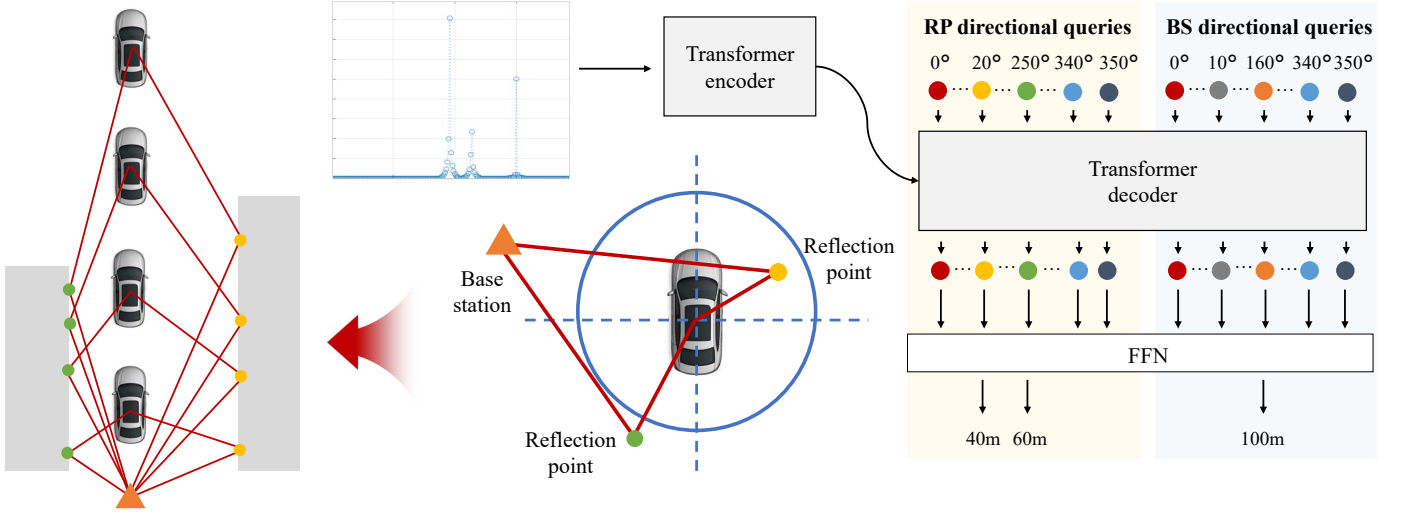 Transformer
encoder
RP directional queries
0° 20° 250° 340° 350°
BS directional queries
0° 10° 160° 340° 350°
Transformer
decoder
Base
station
Reflection
point
Reflection
point
FFN
40m 60m
100m